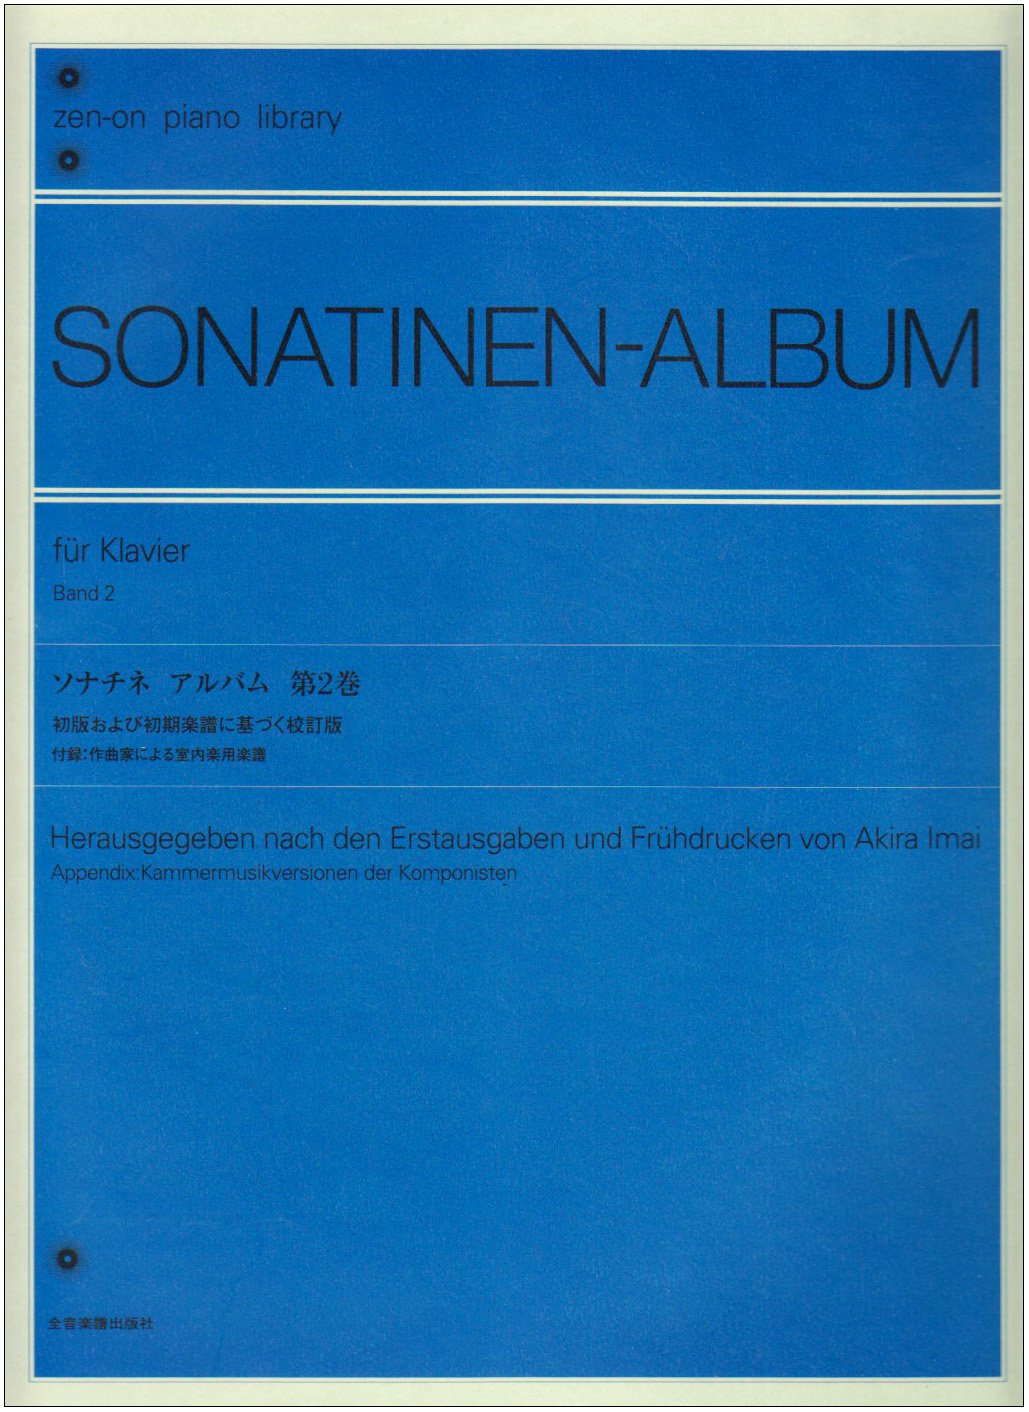 zen-on piano library
SONATINEN-ALBUM
für Klavier
Band 2
ソナチネ アルバム 第2巻
初版および初期楽譜に基づく校訂版
付録:作曲家による室内楽用楽譜
Herausgegeben nach den Erstausgaben und Frühdrucken von Akira Imai
Appendix:Kammermusikversionen der Komponisten
全音楽譜出版社